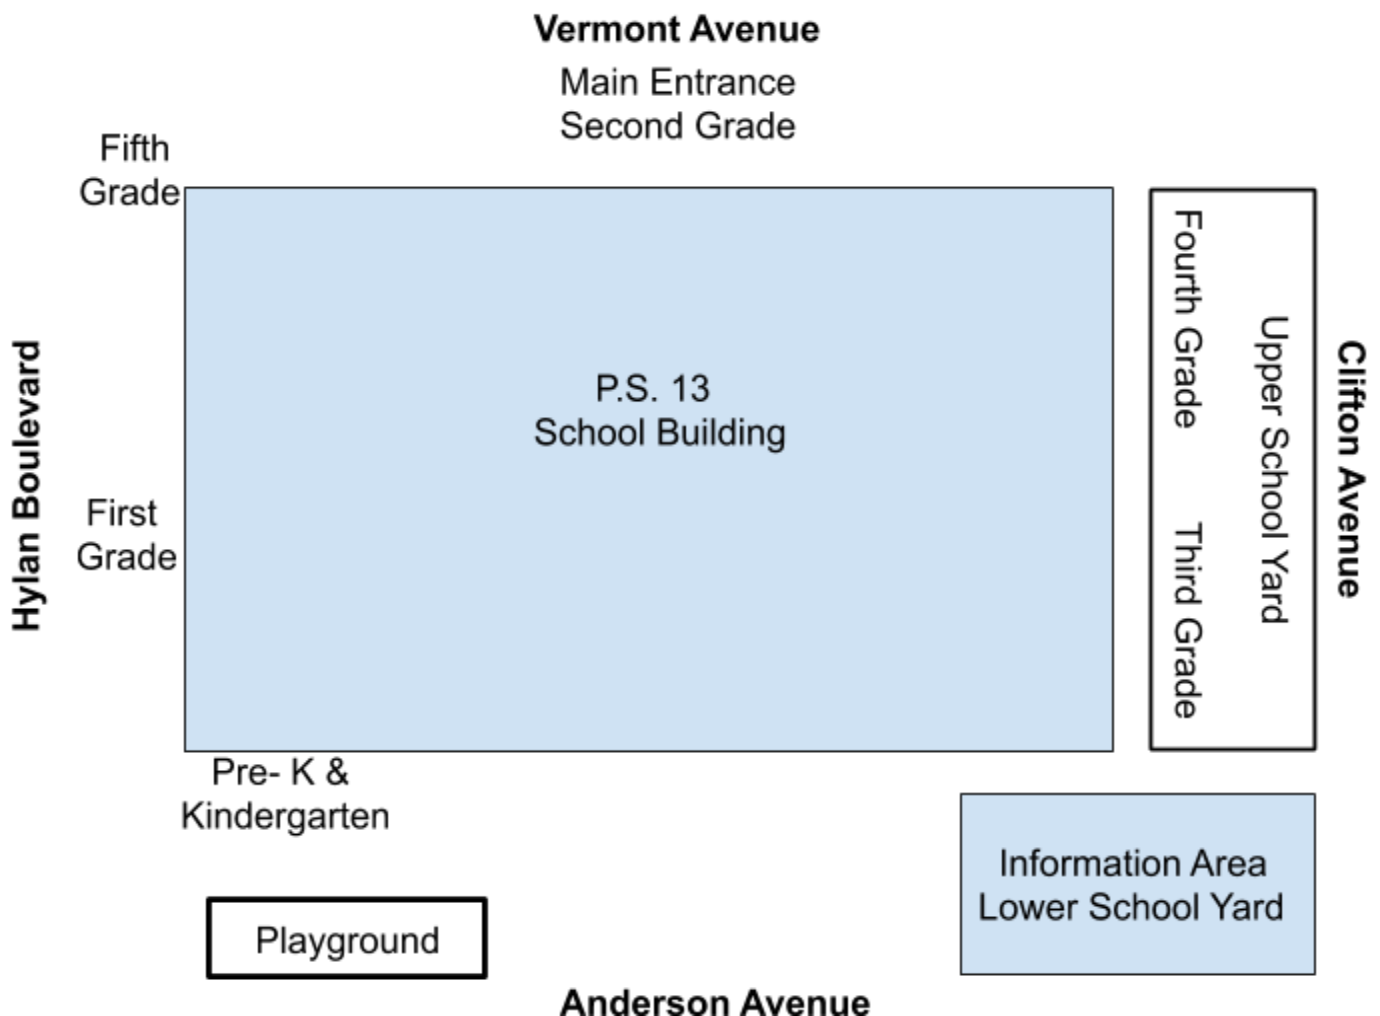 Vermont Avenue
Main Entrance
Second Grade
Fifth
Grade
Hylan Boulevard
First
Grade
P.S. 13
School Building
Fourth Grade
Third Grade
Upper School Yard
Clifton Avenue
Pre- K &
Kindergarten
Information Area
Lower School Yard
Playground
Anderson Avenue